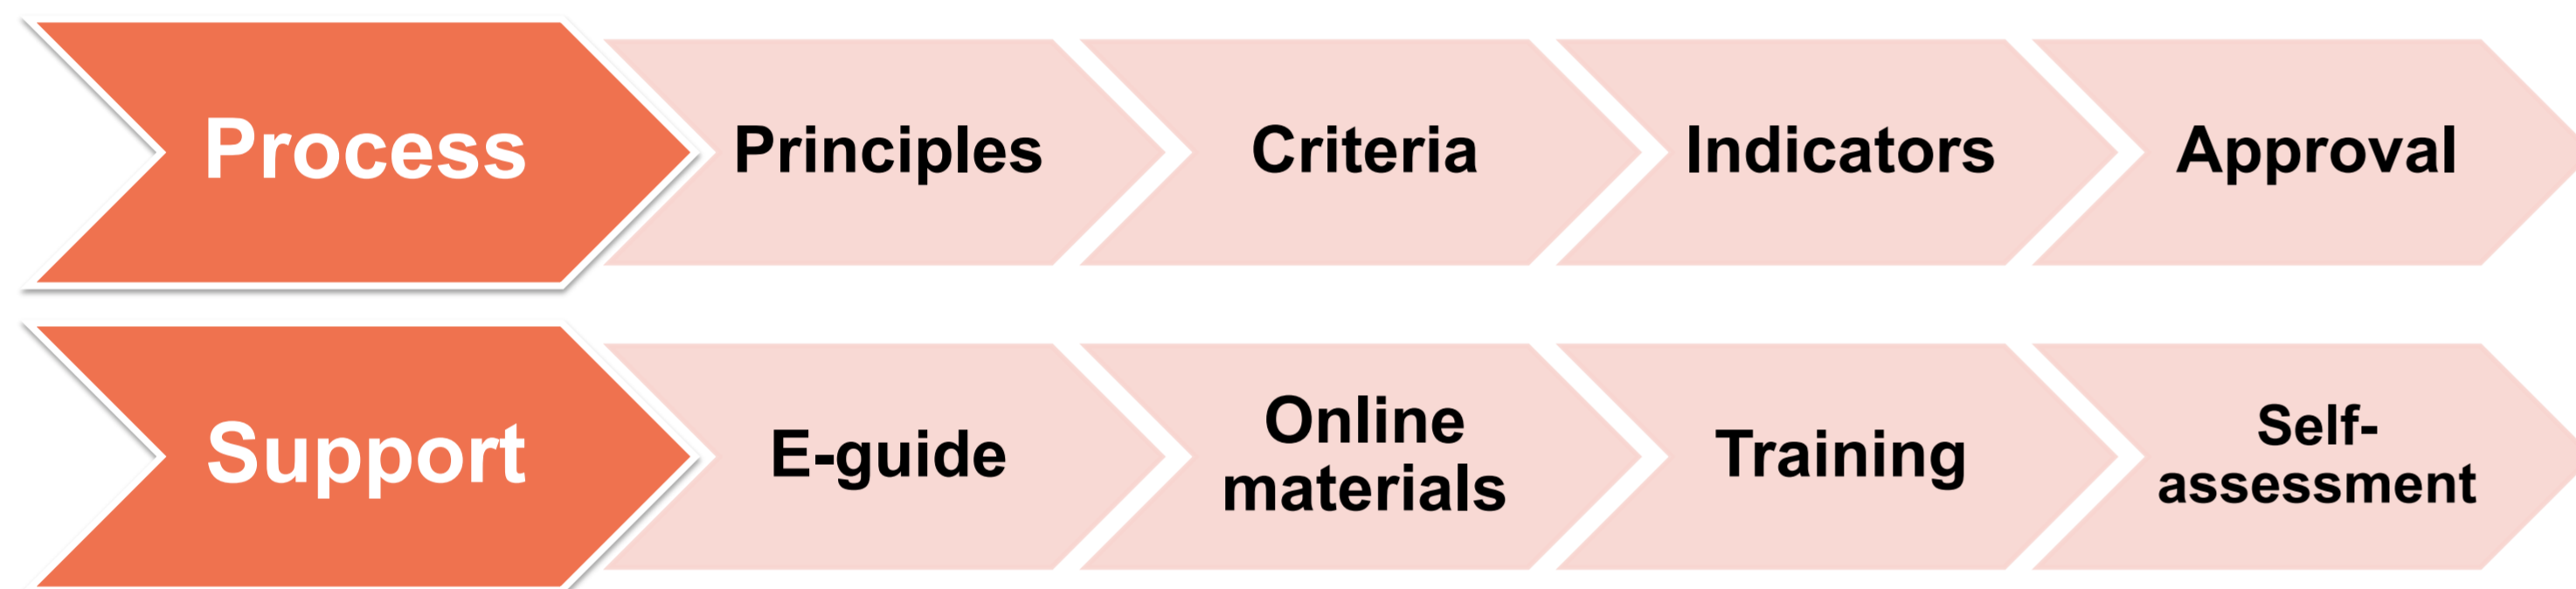 Process
Principles
Criteria
Indicators
Approval
Support
E-guide
Online
materials
Training
Self-
assessment